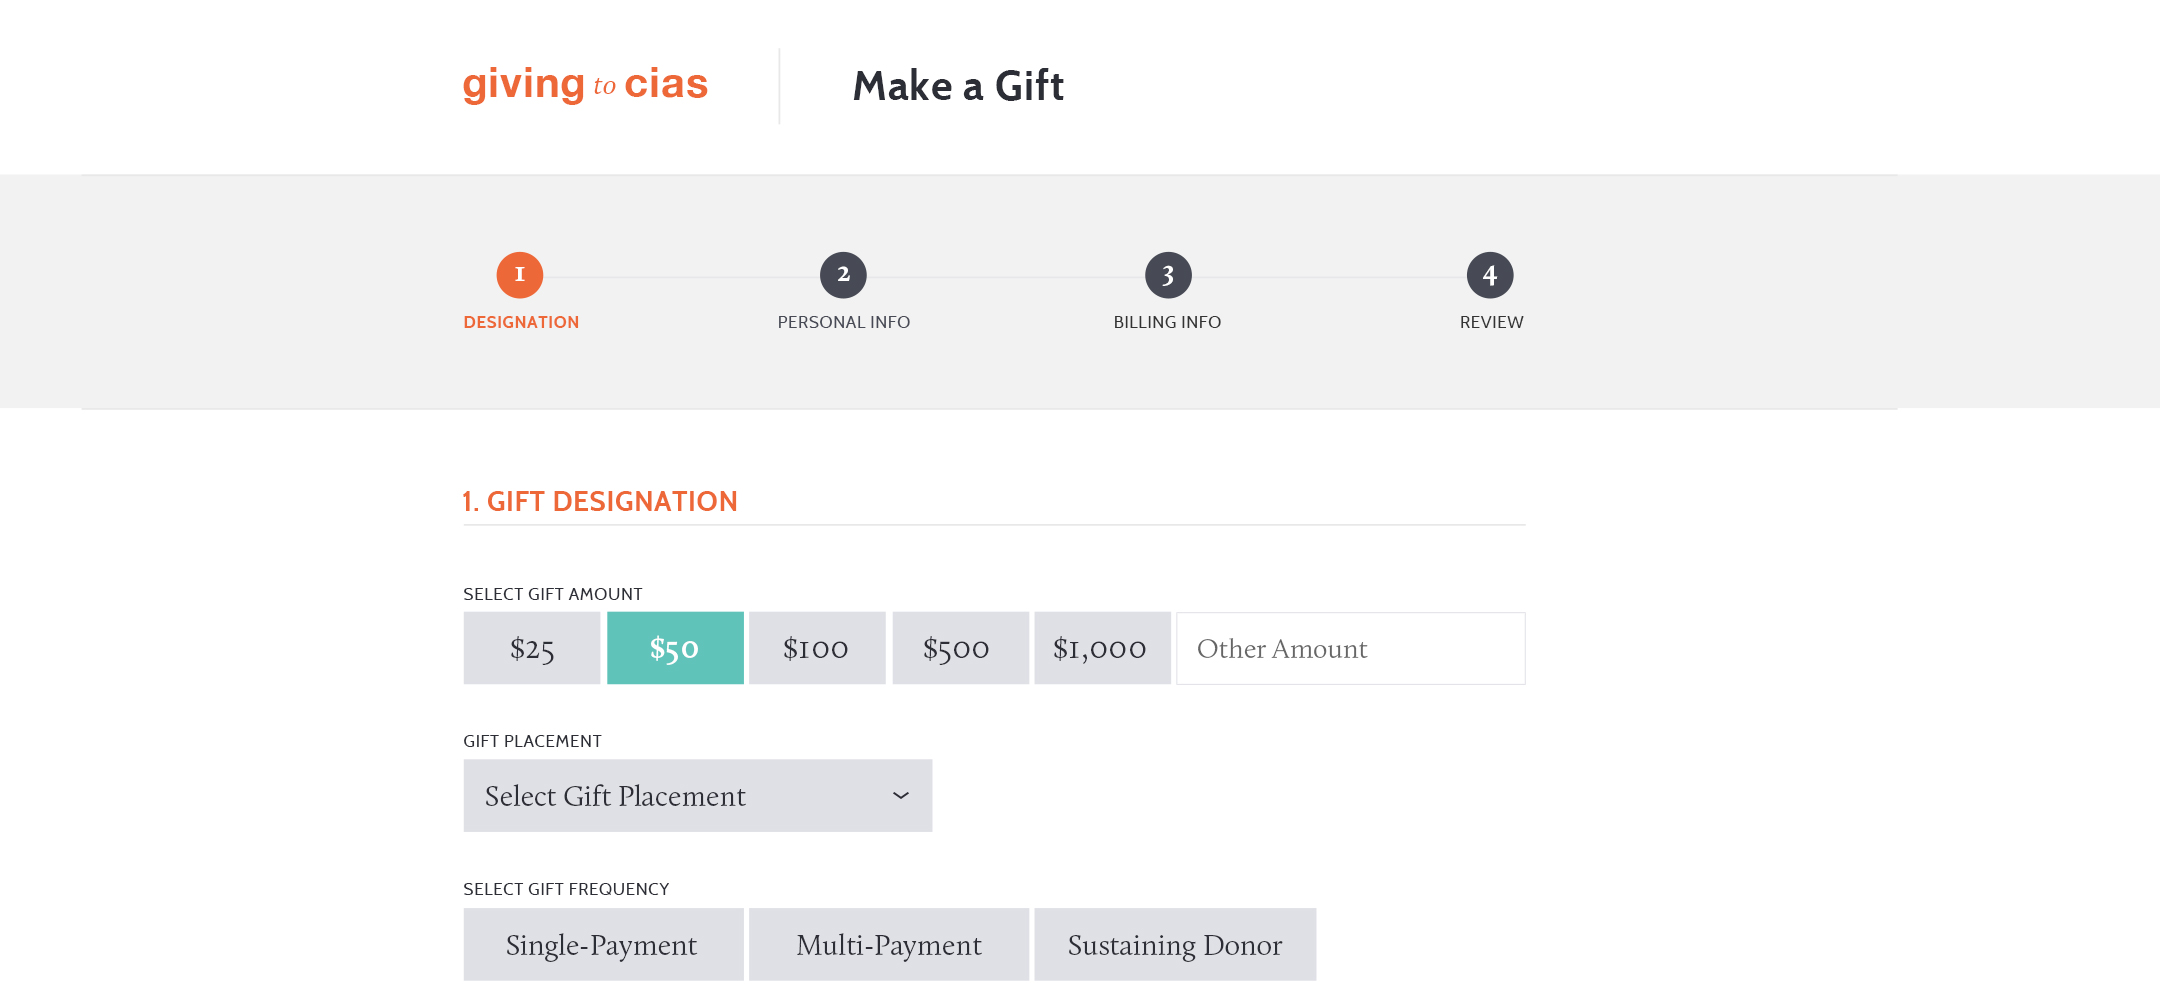 giving to cias
Make a Gift
1
2
3
4
DESIGNATION
PERSONAL INFO
BILLING INFO
REVIEW
1. GIFT DESIGNATION
SELECT GIFT AMOUNT
$25
$50
$100
$500
$1,000
Other Amount
GIFT PLACEMENT
Select Gift Placement
SELECT GIFT FREQUENCY
Single-Payment
Multi-Payment
Sustaining Donor